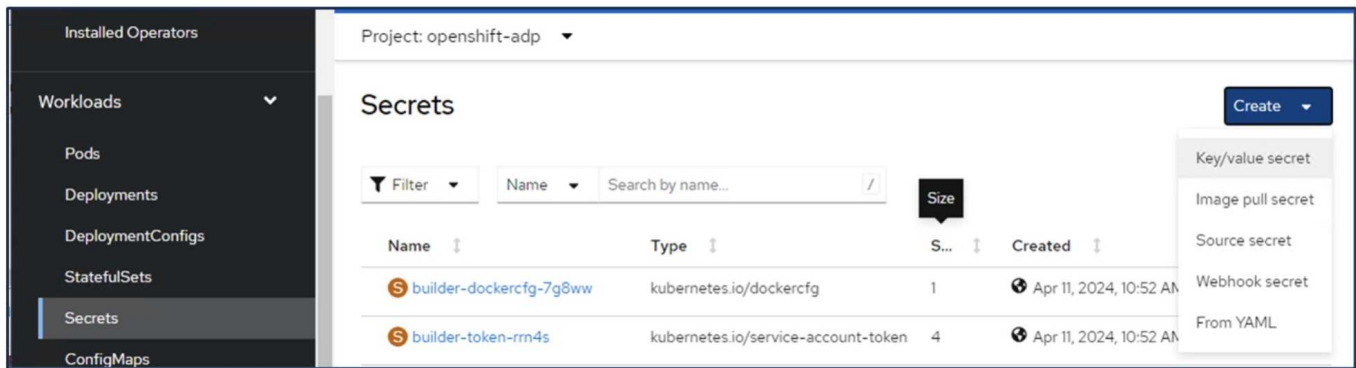 Installed Operators
Project: openshift-adp
Workloads
Secrets
Create
Pods
Key/value secret
Filter
Name
Search by name...
/
Size
Deployments
Image pull secret
DeploymentConfigs
Name
Type
S...
Created
Source secret
StatefulSets
S builder-dockercfg-7g8ww
kubernetes.io/dockercfg
1
Apr 11, 2024, 10:52 AM
Webhook secret
Secrets
From YAML
S builder-token-rrn4s
kubernetes.io/service-account-token
4
Apr 11, 2024, 10:52 AM
ConfigMaps